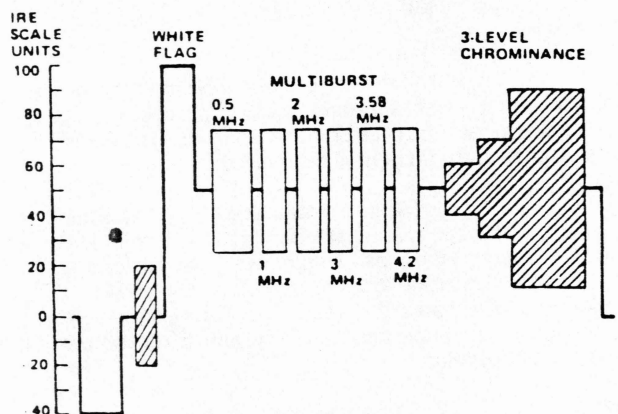 IRE
SCALE
UNITS
WHITE
FLAG
3-LEVEL
CHROMINANCE
MULTIBURST
0.5
MHz
2
MHz
3.58
MHz
1
MHz
3
MHz
4.2
MHz
100
80
60
40
20
0
20
40